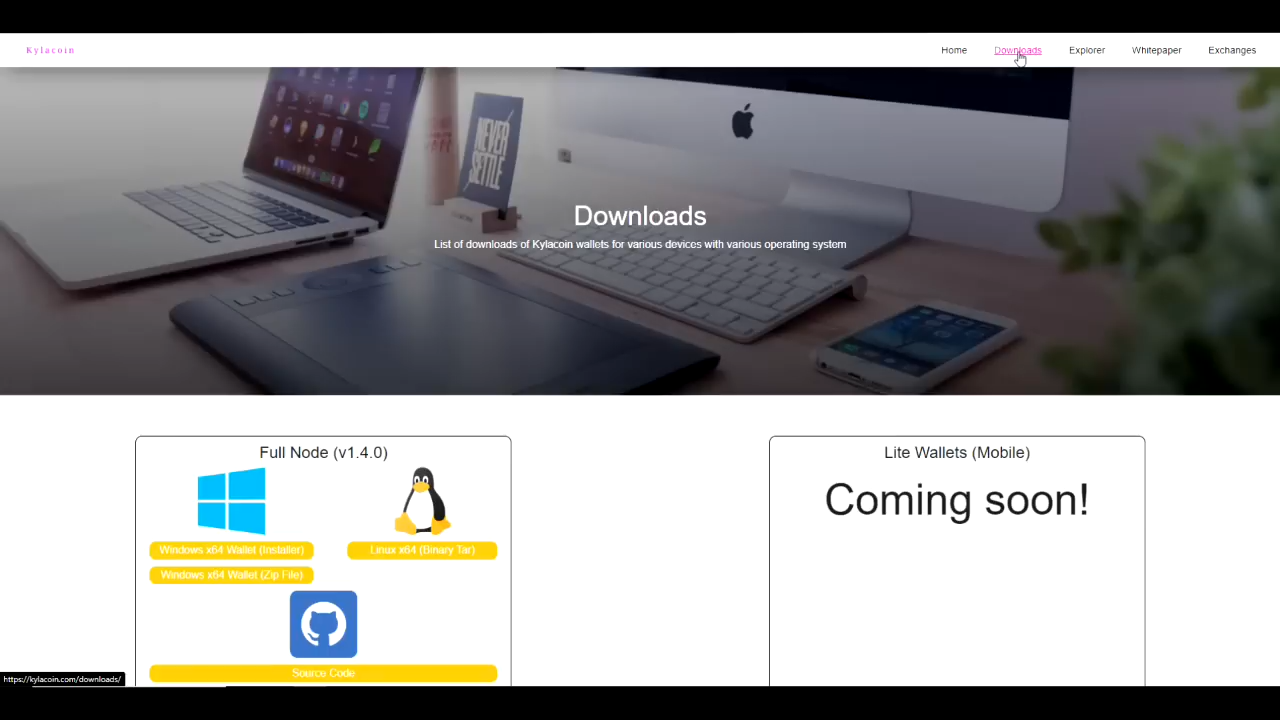 Kylacoin
Home
Downloads
Explorer
Whitepaper
Exchanges
NEVER
SETTLE
Downloads
List of downloads of Kylacoin wallets for various devices with various operating system
Full Node (v1.4.0)
Windows x64 Wallet (Installer)
Linux x64 (Binary Tar)
Windows x64 Wallet (Zip File)
Source Code
Lite Wallets (Mobile)
Coming soon!
https://kylacoin.com/downloads/